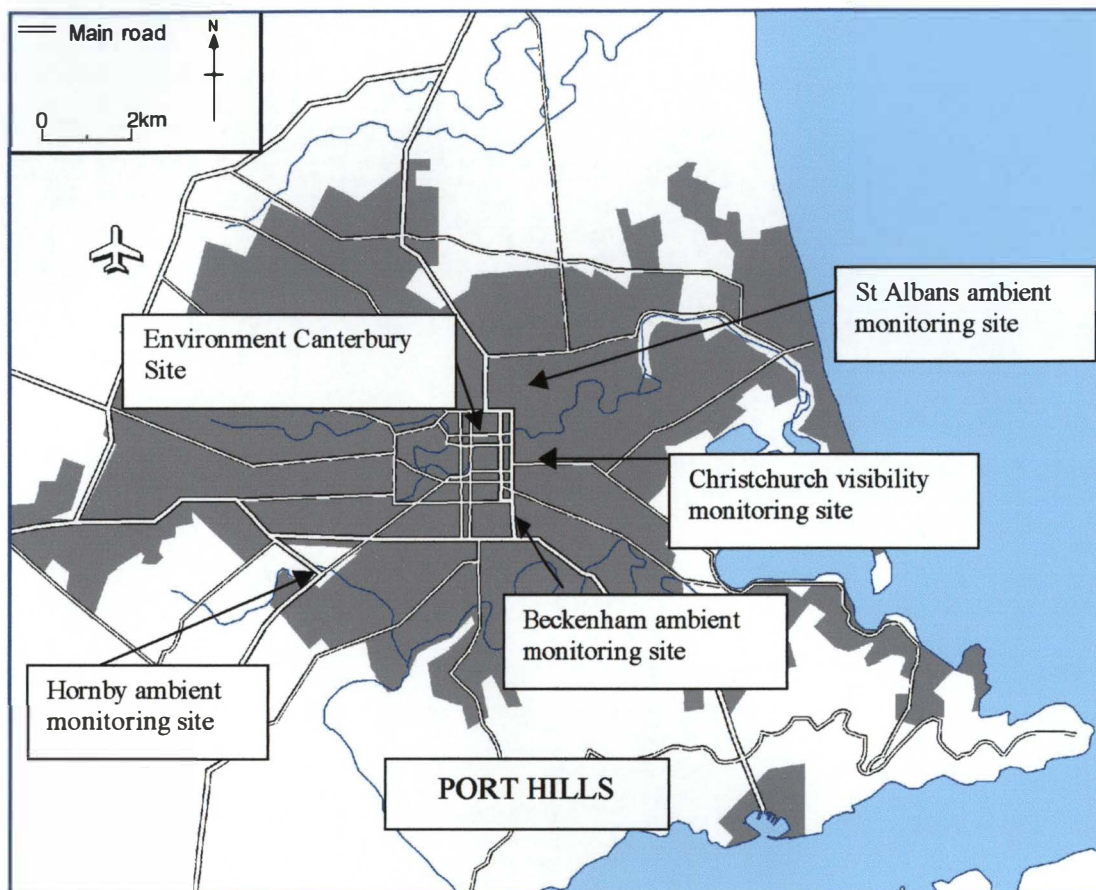 Main road
N
0 2km
St Albans ambient
monitoring site
Environment Canterbury
Site
Christchurch visibility
monitoring site
Beckenham ambient
monitoring site
Hornby ambient
monitoring site
PORT HILLS